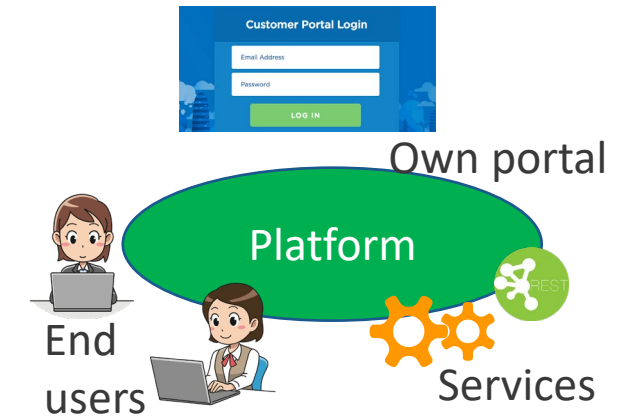 Customer Portal Login
Email Address
Password
LOG IN
Own portal
Platform
REST
End
users
Services